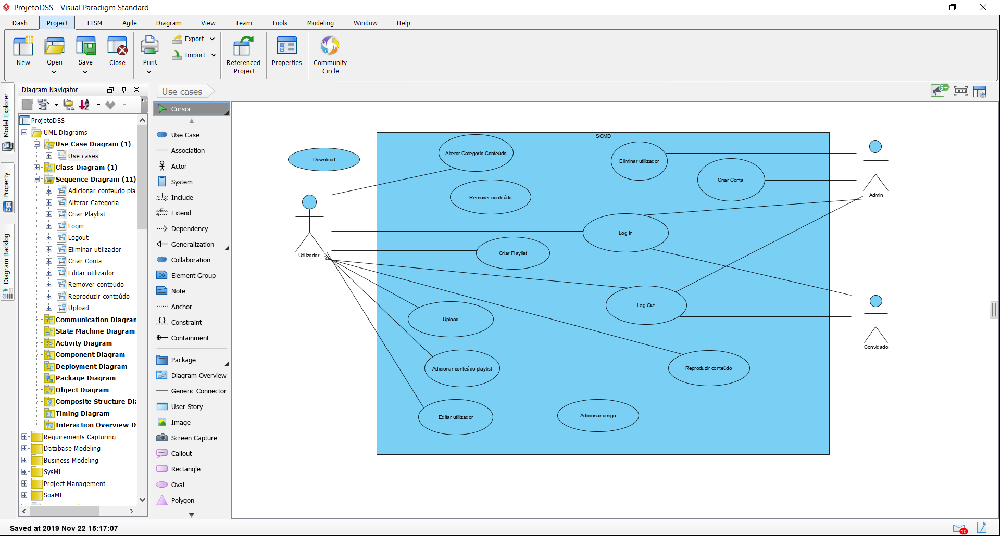 ProjetoDSS - Visual Paradigm Standard
Dash Project ITSM Agile Diagram View Team Tools Modeling Window Help
New
Open
Save
Close
Print
Export
Import
Referenced
Project
Properties
Community
Circle
Model Explorer
Property
Diagram Backlog
Diagram Navigator
ProjetoDSS
UML Diagrams
Use Case Diagram (1)
Use cases
Class Diagram (1)
Sequence Diagram (11)
Adicionar conteúdo pla
Alterar Categoria
Criar Playlist
Login
Logout
Eliminar utilizador
Criar Conta
Editar utilizador
Remover conteúdo
Reproduzir conteúdo
Upload
Communication Diagran
State Machine Diagram
Activity Diagram
Component Diagram
Deployment Diagram
Package Diagram
Object Diagram
Composite Structure Dia
Timing Diagram
Interaction Overview D
Requirements Capturing
Database Modeling
Business Modeling
SysML
Project Management
SoaML
Use cases
9+
Cursor
Use Case
Association
Actor
System
Include
Extend
Dependency
Generalization
Collaboration
EG Element Group
Note
Anchor
Constraint
Containment
Package
Diagram Overview
Generic Connector
User Story
Image
Screen Capture
Callout
Rectangle
Oval
Polygon
SGMD
Download
Alterar Categoria Conteúdo
Eliminar utilizador
Criar Conta
Admin
Remover conteúdo
Log In
Criar Playlist
Utilizador
Log Out
Upload
Convidado
Adicionar conteúdo playlist
Reproduzir conteúdo
Editar utilizador
Adicionar amigo
Saved at 2019 Nov 22 15:17:07
10